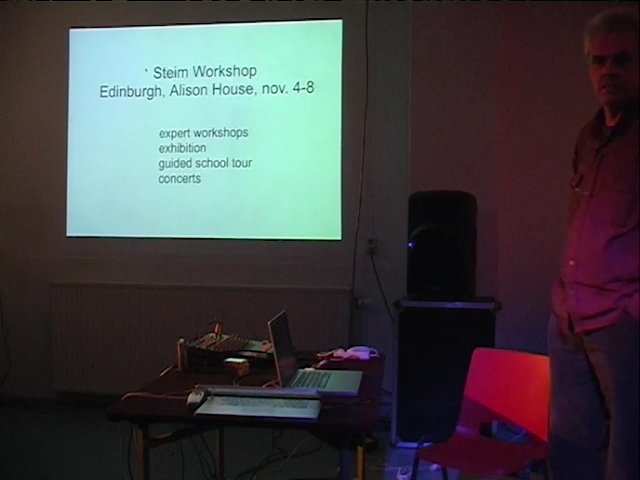 Steim Workshop
Edinburgh, Alison House, nov. 4-8
expert workshops
exhibition
guided school tour
concerts